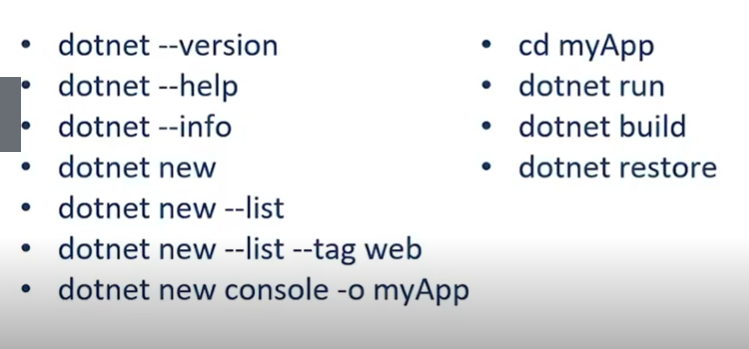 • dotnet --version
• dotnet --help
• dotnet --info
• dotnet new
• dotnet new --list
• dotnet new --list --tag web
• dotnet new console -o myApp
• cd myApp
• dotnet run
• dotnet build
• dotnet restore